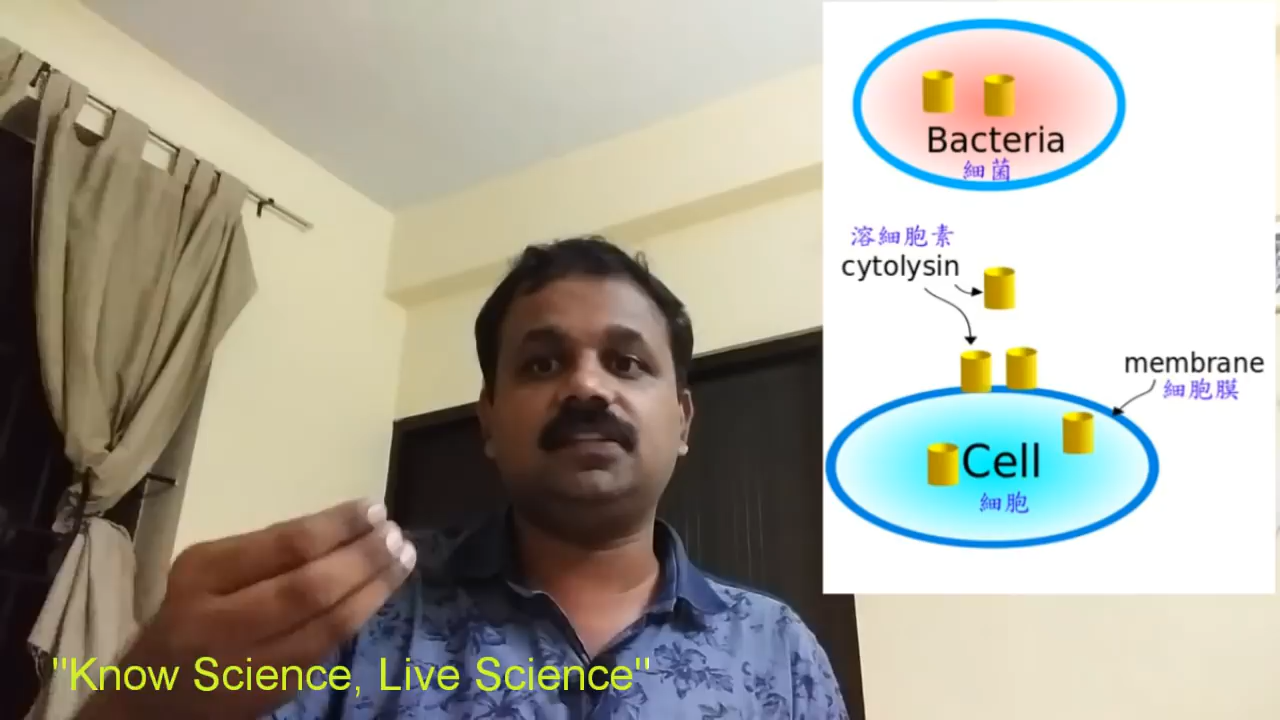 Bacteria
細菌
溶細胞素
cytolysin
membrane
細胞膜
Cell
細胞
"Know Science, Live Science"